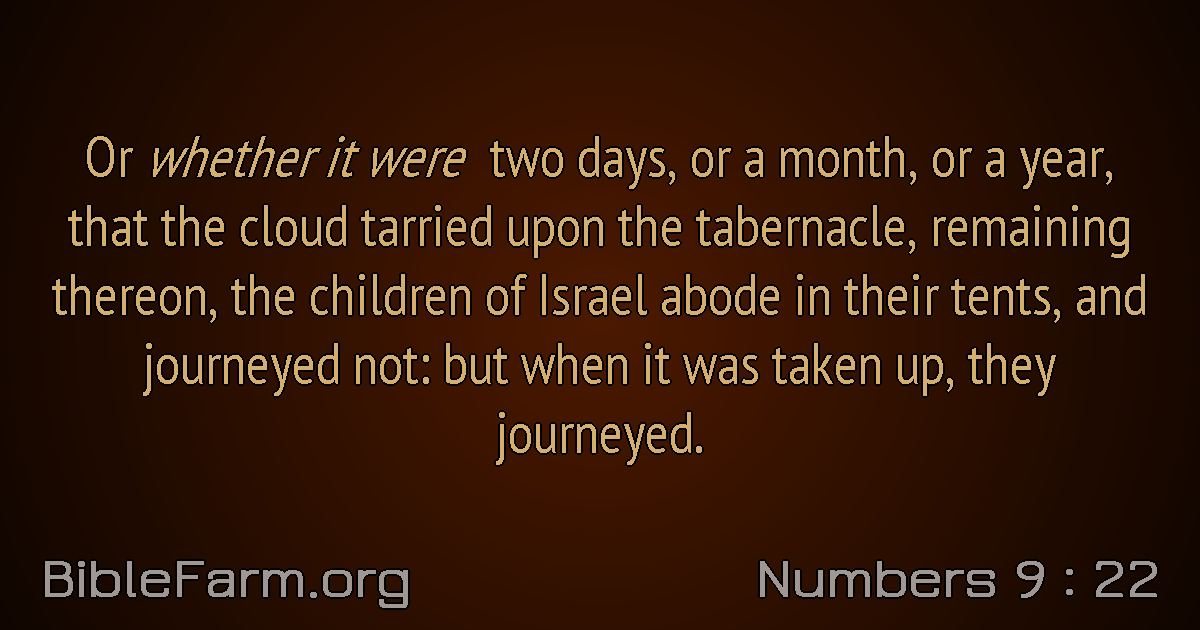 Or whether it were two days, or a month, or a year,
that the cloud tarried upon the tabernacle, remaining
thereon, the children of Israel abode in their tents, and
journeyed not: but when it was taken up, they
journeyed.
BibleFarm.org
Numbers 9 : 22